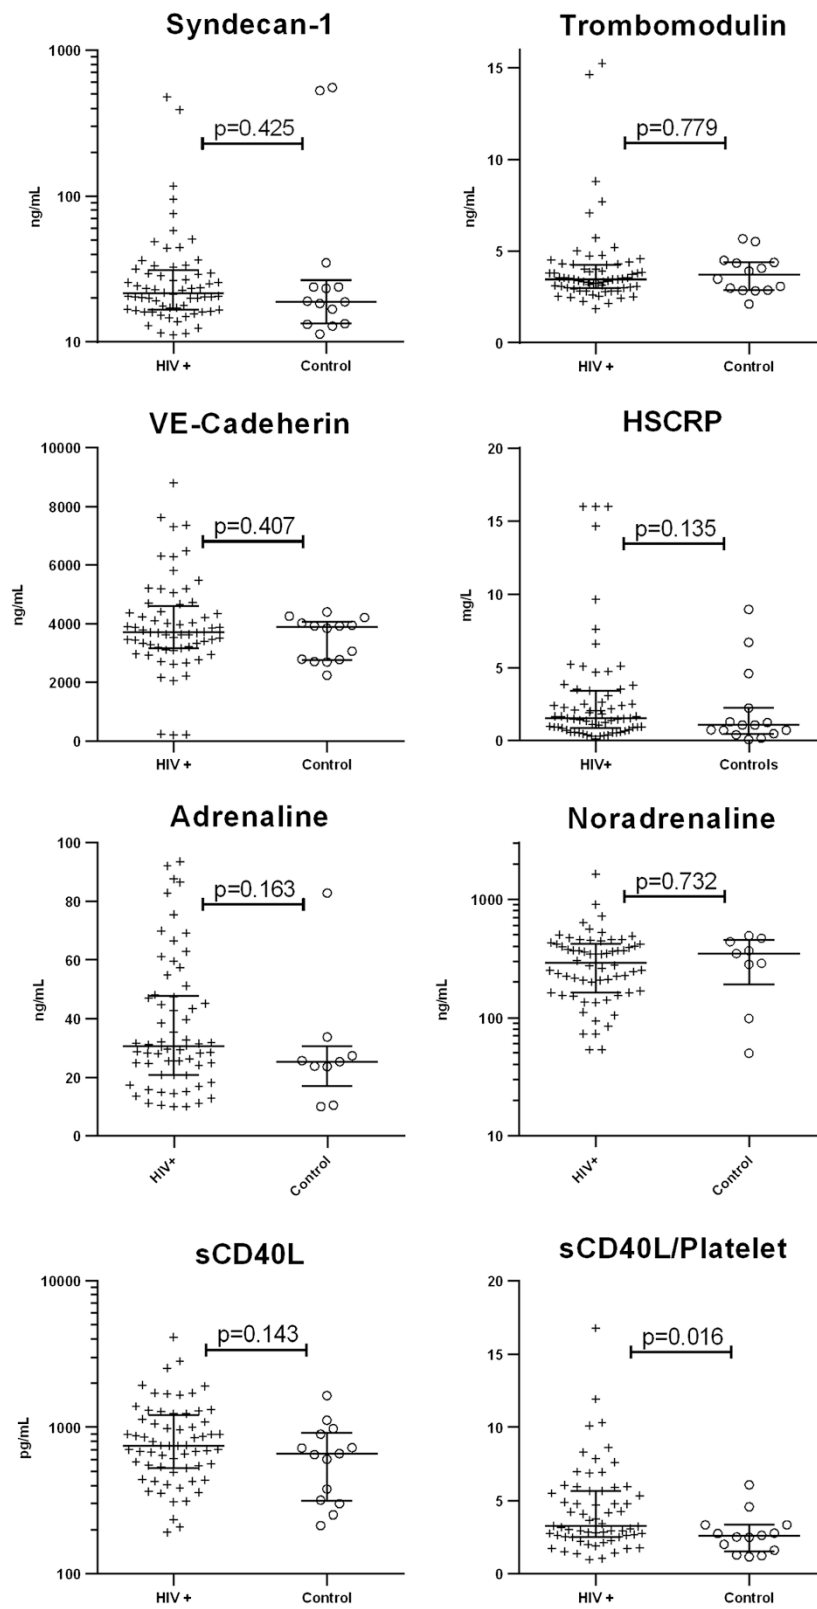 Syndecan-1
1000
100
10
ng/mL
p=0.425
HIV +
Control
Trombomodulin
15
10
5
0
ng/mL
p=0.779
HIV +
Control
VE-Cadeherin
10000
8000
6000
4000
2000
0
ng/mL
p=0.407
HIV +
Control
HSCRP
20
15
10
5
0
mg/L
p=0.135
HIV+
Controls
Adrenaline
100
80
60
40
20
0
ng/mL
p=0.163
HIV+
Control
Noradrenaline
1000
100
10
ng/mL
p=0.732
HIV+
Control
sCD40L
10000
1000
100
pg/mL
p=0.143
HIV +
Control
sCD40L/Platelet
20
15
10
5
0
p=0.016
HIV +
Control